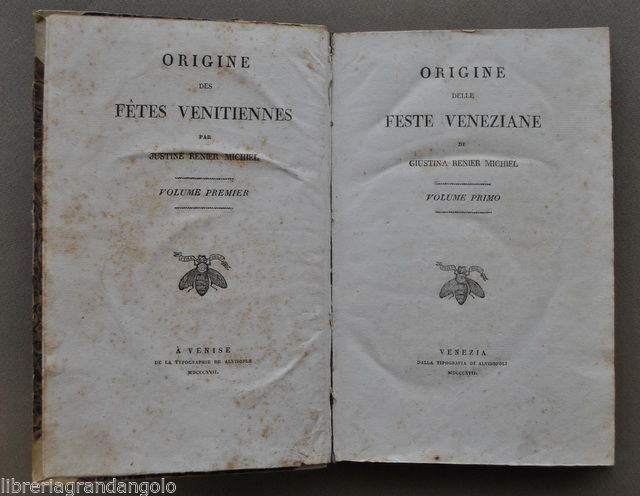 ORIGINE
DES
FÊTES VENITIENNES
PAR
JUSTINE RENIER MICHIEL
VOLUME PREMIER
À VENISE
DE LA TYPOGRAPHIE DE ALVISOPLE
MDCCCXVII.
ORIGINE
DELLE
FESTE VENEZIANE
DI
GIUSTINA RENIER MICHIEL
VOLUME PRIMO
VENEZIA
DALLA TIPOGRAFIA DI ALVISOPOLI
MDCCCXVII.
libreriagrandangolo